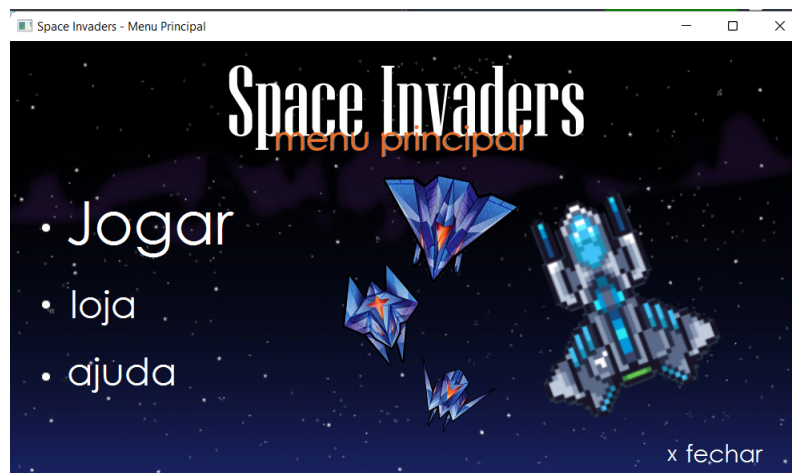 Space Invaders - Menu Principal
Space Invaders
menu principal
• Jogar
• loja
• ajuda
x fechar